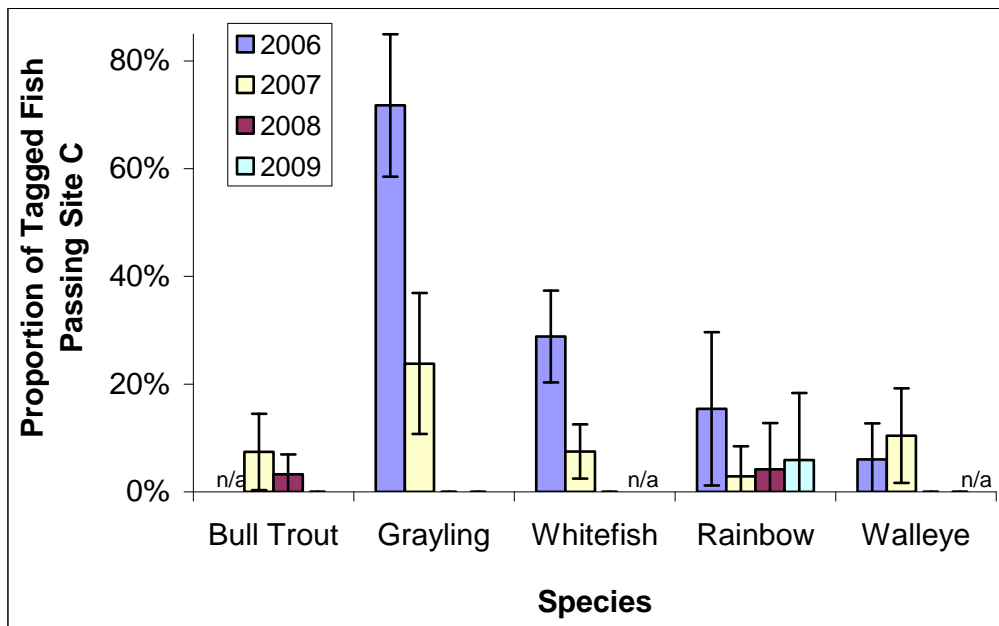 Proportion of Tagged Fish
Passing Site C
80%
60%
40%
20%
0%
2006
2007
2008
2009
n/a
n/a
n/a
Bull Trout Grayling Whitefish Rainbow Walleye
Species